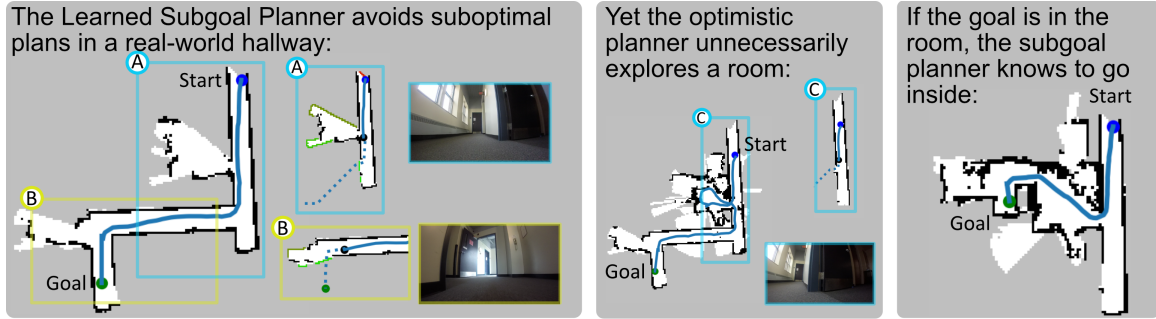 The Learned Subgoal Planner avoids suboptimal
plans in a real-world hallway:
A
Start
A
B
B
Goal
Yet the optimistic
planner unnecessarily
explores a room:
C
C
Start
Goal
If the goal is in the
room, the subgoal
planner knows to go
inside:
Start
Goal